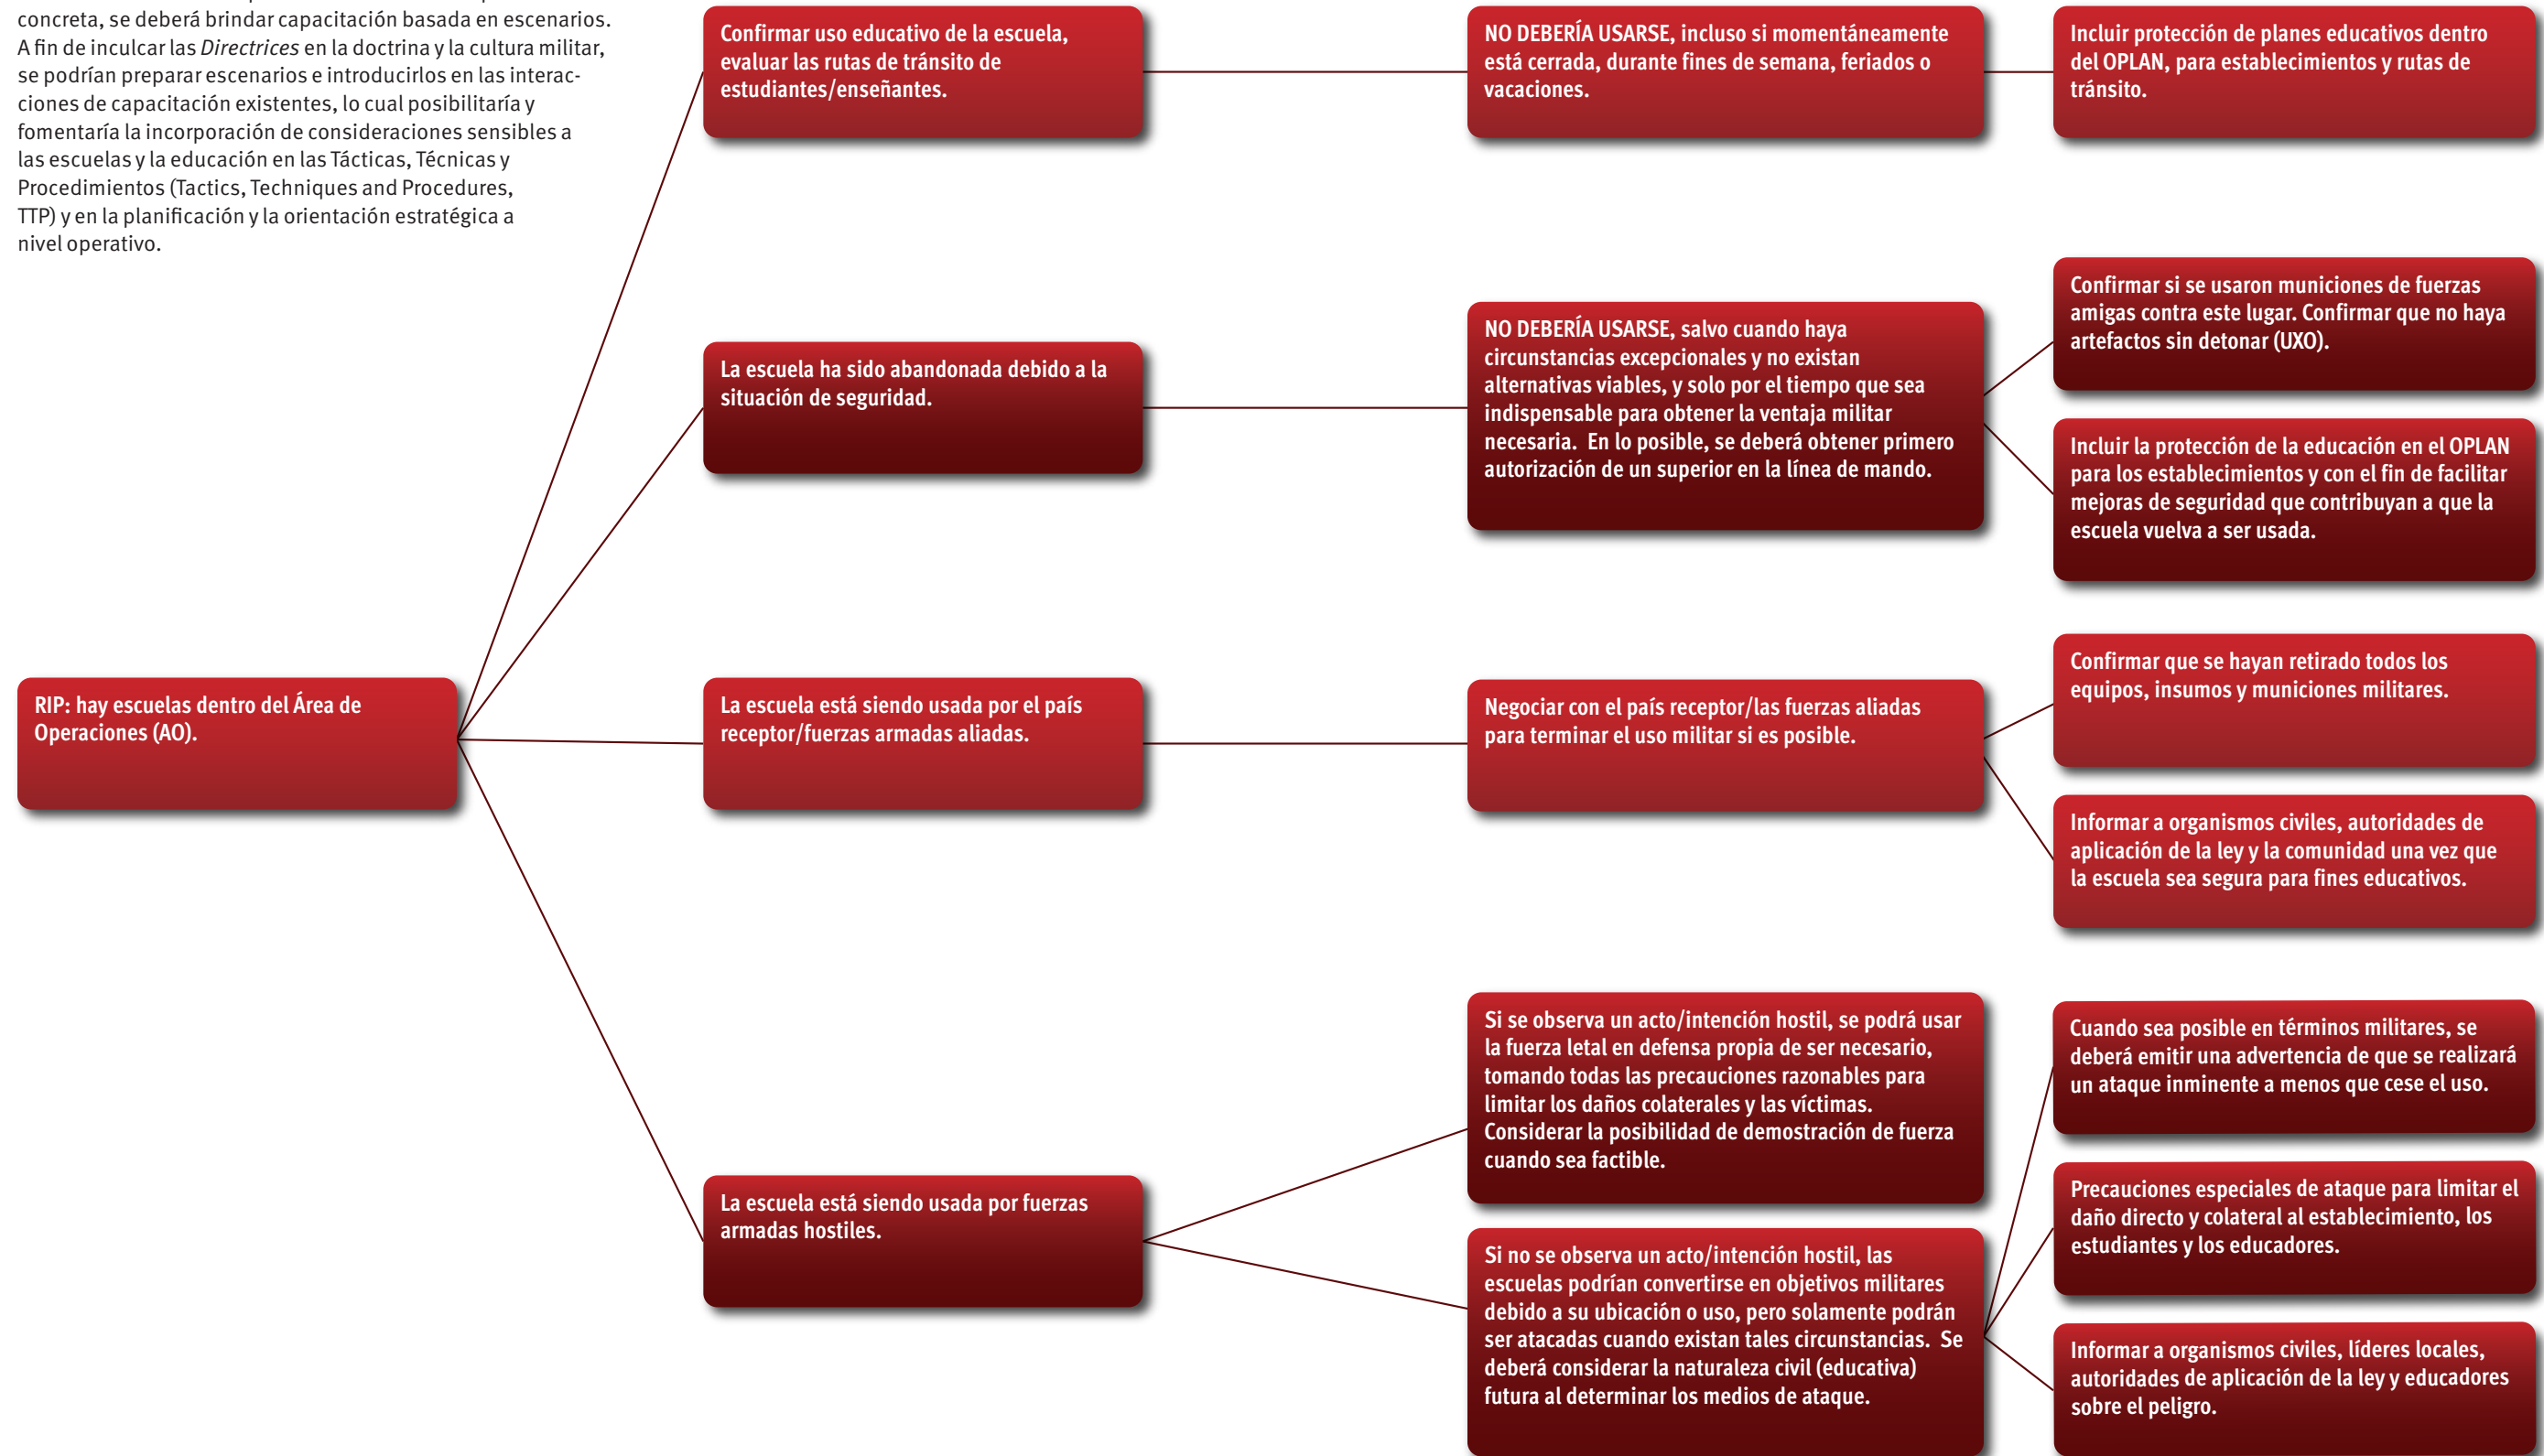 concreta, se deberá brindar capacitación basada en escenarios.
A fin de inculcar las Directrices en la doctrina y la cultura militar,
se podrían preparar escenarios e introducirlos en las interac-
ciones de capacitación existentes, lo cual posibilitaría y
fomentaría la incorporación de consideraciones sensibles a
las escuelas y la educación en las Tácticas, Técnicas y
Procedimientos (Tactics, Techniques and Procedures,
TTP) y en la planificación y la orientación estratégica a
nivel operativo.
RIP: hay escuelas dentro del Área de
Operaciones (AO).
Confirmar uso educativo de la escuela,
evaluar las rutas de tránsito de
estudiantes/enseñantes.
NO DEBERÍA USARSE, incluso si momentáneamente
está cerrada, durante fines de semana, feriados o
vacaciones.
Incluir protección de planes educativos dentro
del OPLAN, para establecimientos y rutas de
tránsito.
La escuela ha sido abandonada debido a la
situación de seguridad.
NO DEBERÍA USARSE, salvo cuando haya
circunstancias excepcionales y no existan
alternativas viables, y solo por el tiempo que sea
indispensable para obtener la ventaja militar
necesaria.  En lo posible, se deberá obtener primero
autorización de un superior en la línea de mando.
Confirmar si se usaron municiones de fuerzas
amigas contra este lugar. Confirmar que no haya
artefactos sin detonar (UXO).
Incluir la protección de la educación en el OPLAN
para los establecimientos y con el fin de facilitar
mejoras de seguridad que contribuyan a que la
escuela vuelva a ser usada.
La escuela está siendo usada por el país
receptor/fuerzas armadas aliadas.
Negociar con el país receptor/las fuerzas aliadas
para terminar el uso militar si es posible.
Confirmar que se hayan retirado todos los
equipos, insumos y municiones militares.
Informar a organismos civiles, autoridades de
aplicación de la ley y la comunidad una vez que
la escuela sea segura para fines educativos.
La escuela está siendo usada por fuerzas
armadas hostiles.
Si se observa un acto/intención hostil, se podrá usar
la fuerza letal en defensa propia de ser necesario,
tomando todas las precauciones razonables para
limitar los daños colaterales y las víctimas.
Considerar la posibilidad de demostración de fuerza
cuando sea factible.
Si no se observa un acto/intención hostil, las
escuelas podrían convertirse en objetivos militares
debido a su ubicación o uso, pero solamente podrán
ser atacadas cuando existan tales circunstancias.  Se
deberá considerar la naturaleza civil (educativa)
futura al determinar los medios de ataque.
Cuando sea posible en términos militares, se
deberá emitir una advertencia de que se realizará
un ataque inminente a menos que cese el uso.
Precauciones especiales de ataque para limitar el
daño directo y colateral al establecimiento, los
estudiantes y los educadores.
Informar a organismos civiles, líderes locales,
autoridades de aplicación de la ley y educadores
sobre el peligro.